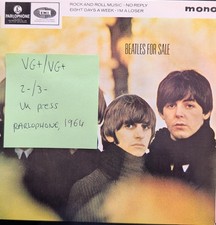 PARLOPHONE
ROCK AND ROLL MUSIC · NO REPLY
EIGHT DAYS A WEEK · I'M A LOSER
mono
BEATLES FOR SALE
VG+/VG+
2-/3-
UK press
PARLOPHONE, 1964